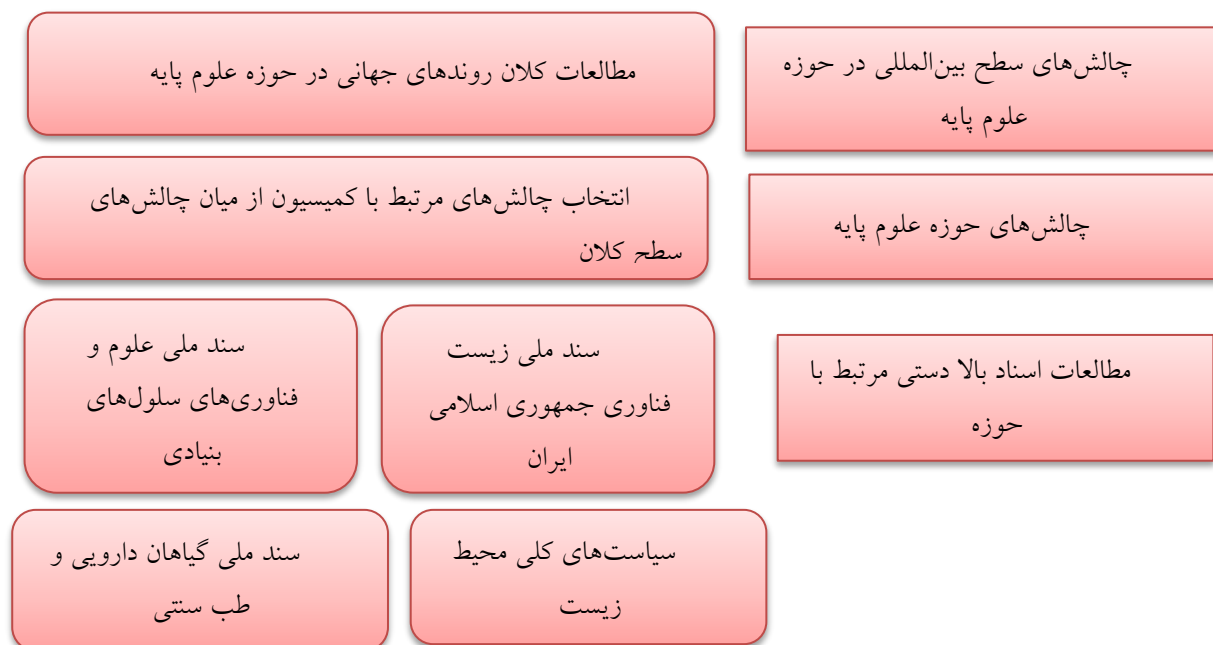 چالش‌های سطح بین‌المللی در حوزه
علوم پایه
مطالعات کلان روندهای جهانی در حوزه علوم پایه
چالش‌های حوزه علوم پایه
انتخاب چالش‌های مرتبط با کمیسیون از میان چالش‌های
سطح کلان
مطالعات اسناد بالا دستی مرتبط با
حوزه
سند ملی زیست
فناوری جمهوری اسلامی
ایران
سند ملی علوم و
فناوری‌های سلول‌های
بنیادی
سیاست‌های کلی محیط
زیست
سند ملی گیاهان دارویی و
طب سنتی